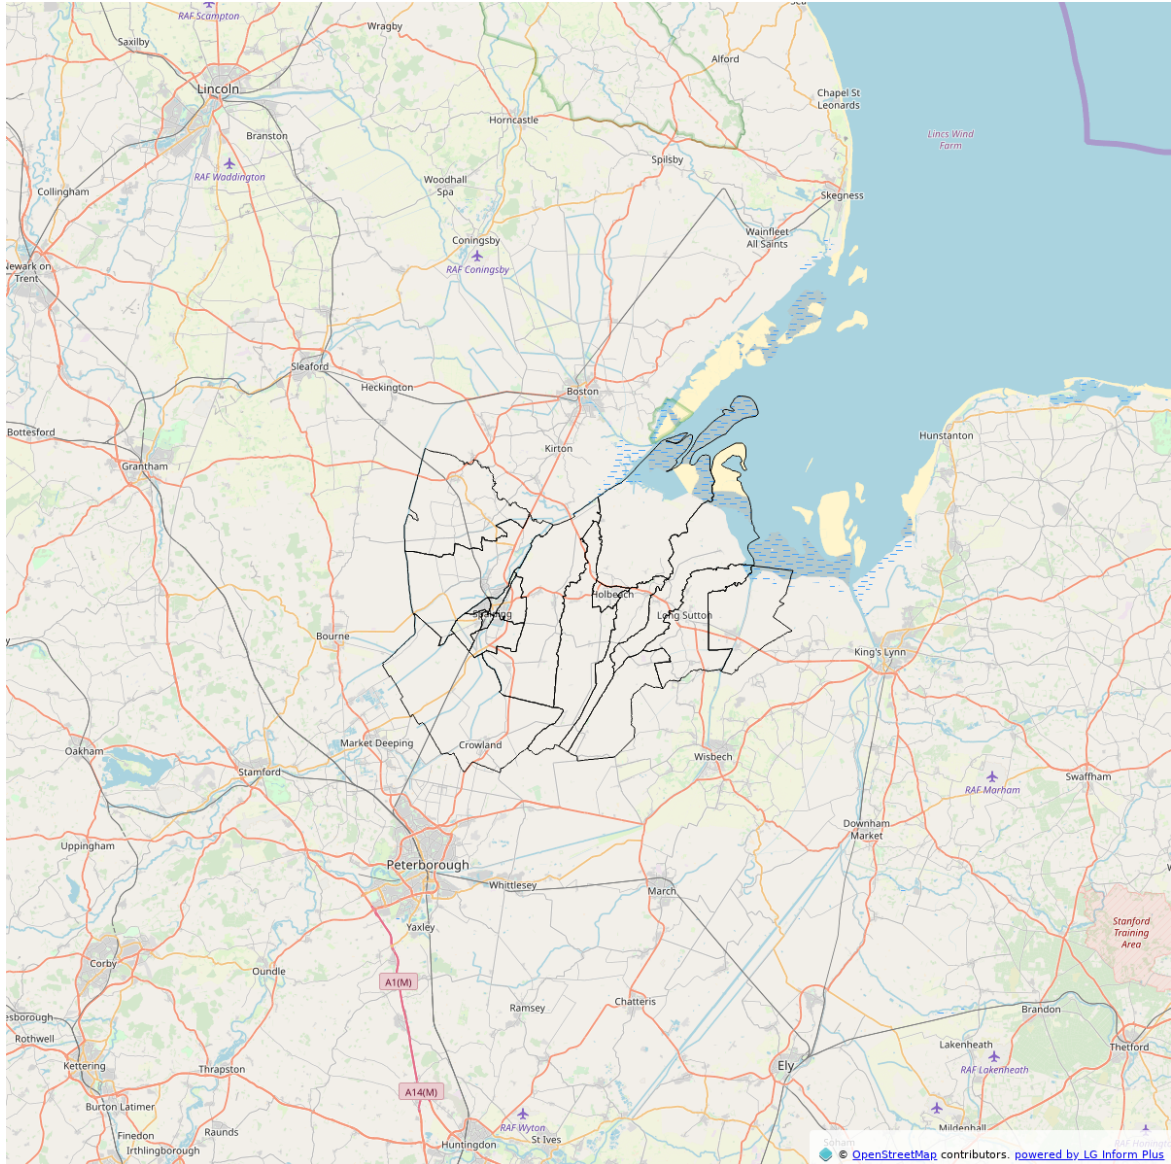 RAF Scampton
Wragby
Saxilby
Alford
Lincoln
Chapel St
Leonards
Horncastle
Branston
Lincs Wind
Farm
Spilsby
RAF Waddington
Woodhall
Spa
Collingham
Skegness
Wainfleet
All Saints
Coningsby
RAF Coningsby
Newark on
Trent
Sleaford
Heckington
Boston
Bottesford
Hunstanton
Kirton
Grantham
Holbeach
Spalding
Long Sutton
Bourne
King's Lynn
Market Deeping
Crowland
Oakham
Wisbech
Stamford
Swaffham
RAF Marham
Downham
Market
Uppingham
Peterborough
Whittlesey
March
Yaxley
Stanford
Training
Area
Corby
Oundle
A1(M)
Chatteris
Ramsey
Brandon
esborough
Rothwell
Lakenheath
Thetford
Kettering
Thrapston
Ely
RAF Lakenheath
A14(M)
Burton Latimer
Mildenhall
RAF Wyton
Raunds
Finedon
St Ives
Huntingdon
Soham
Irthlingborough
© OpenStreetMap contributors. powered by LG Inform Plus